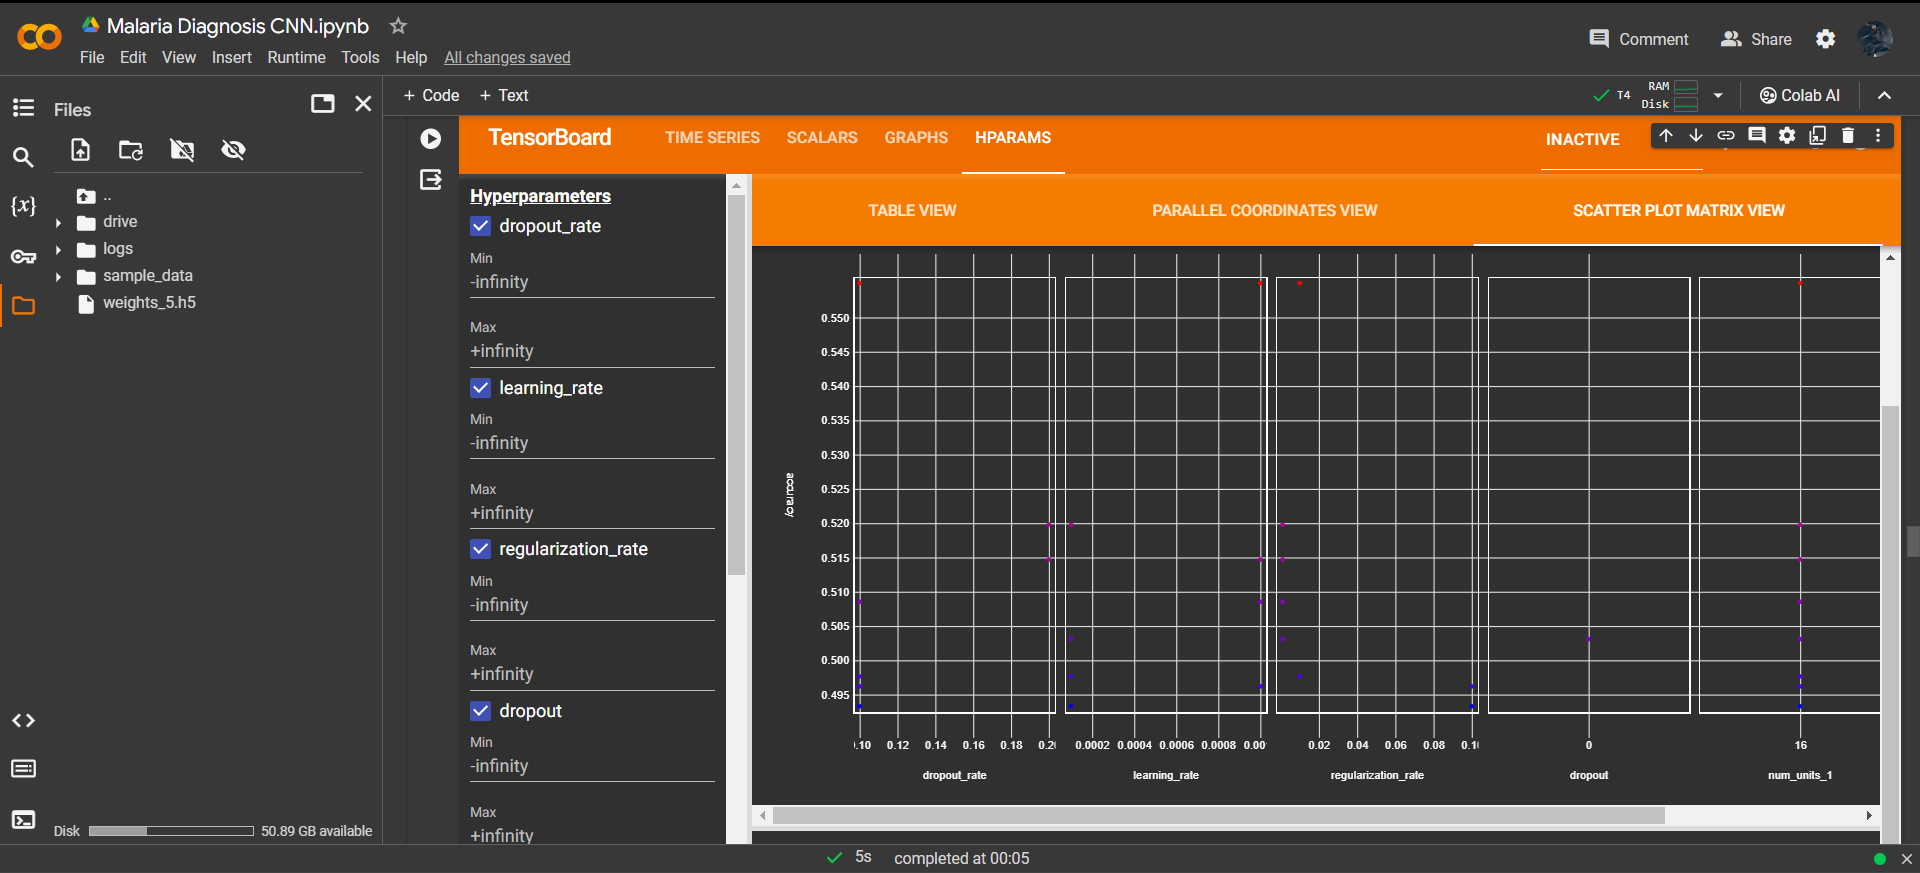 Malaria Diagnosis CNN.ipynb
File Edit View Insert Runtime Tools Help All changes saved
Comment Share
Files
+ Code + Text
T4 RAM Disk
Colab AI
{x}
..
drive
logs
sample_data
weights_5.h5
Disk 50.89 GB available
TensorBoard TIME SERIES SCALARS GRAPHS HPARAMS INACTIVE
Hyperparameters
dropout_rate
Min
-infinity
Max
+infinity
learning_rate
Min
-infinity
Max
+infinity
regularization_rate
Min
-infinity
Max
+infinity
dropout
Min
-infinity
Max
+infinity
TABLE VIEW PARALLEL COORDINATES VIEW SCATTER PLOT MATRIX VIEW
accuracy
0.550
0.545
0.540
0.535
0.530
0.525
0.520
0.515
0.510
0.505
0.500
0.495
.10 0.12 0.14 0.16 0.18 0.2 0.0002 0.0004 0.0006 0.0008 0.00 0.02 0.04 0.06 0.08 0.1 0 16
dropout_rate learning_rate regularization_rate dropout num_units_1
5s completed at 00:05